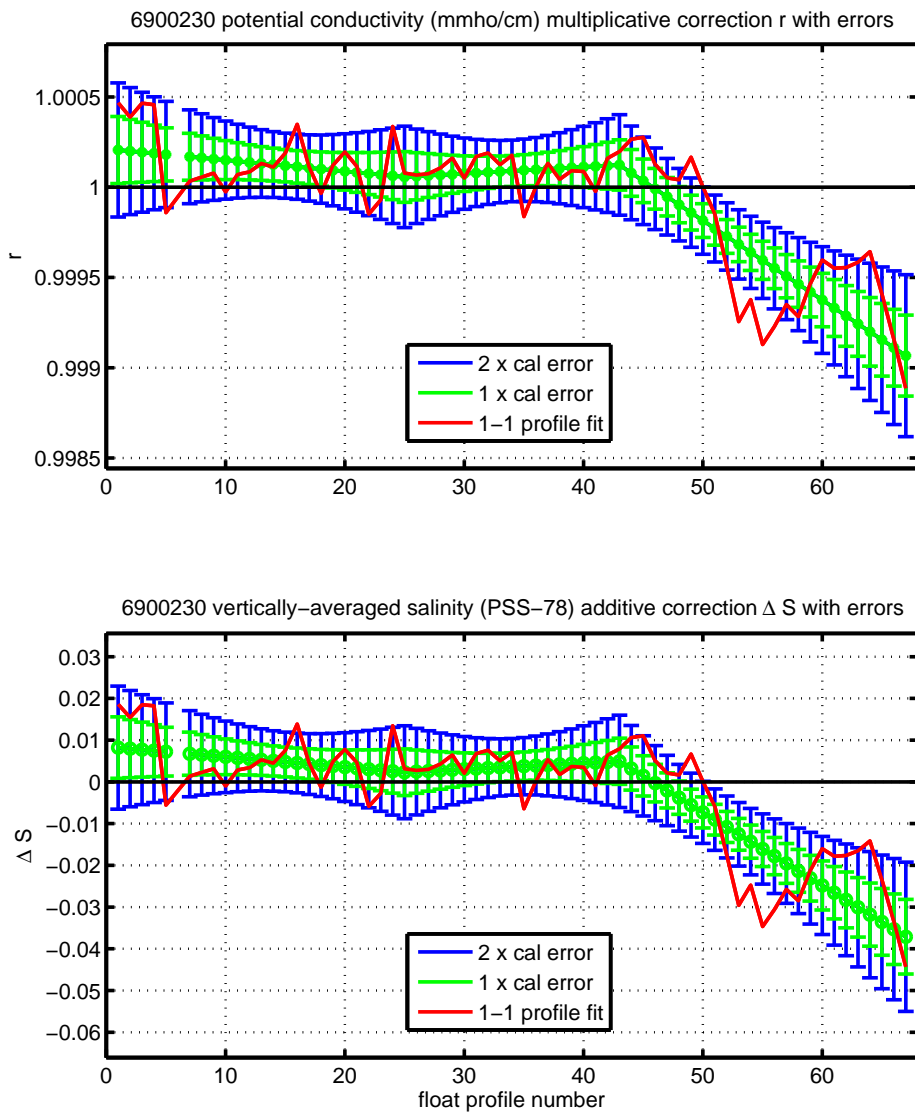 6900230 potential conductivity (mmho/cm) multiplicative correction r with errors
1.0005
1
0.9995
0.999
0.9985
r
0 10 20 30 40 50 60
2 x cal error
1 x cal error
1−1 profile fit
6900230 vertically−averaged salinity (PSS−78) additive correction Δ S with errors
0.03
0.02
0.01
0
−0.01
−0.02
−0.03
−0.04
−0.05
−0.06
Δ S
2 x cal error
1 x cal error
1−1 profile fit
0 10 20 30 40 50 60
float profile number